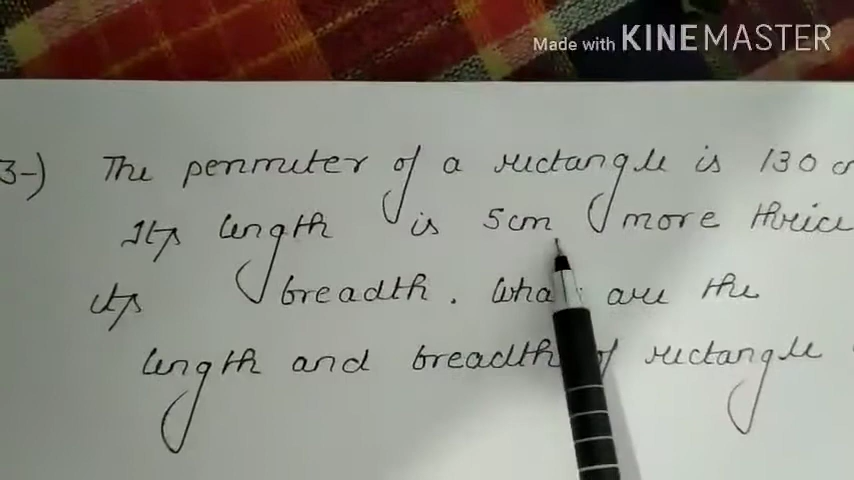 Made with KINEMASTER
3-) The permiter of a rectangle is 130 c
Its length is 5cm more thrice
its breadth. What are the
length and breadth of rectangle